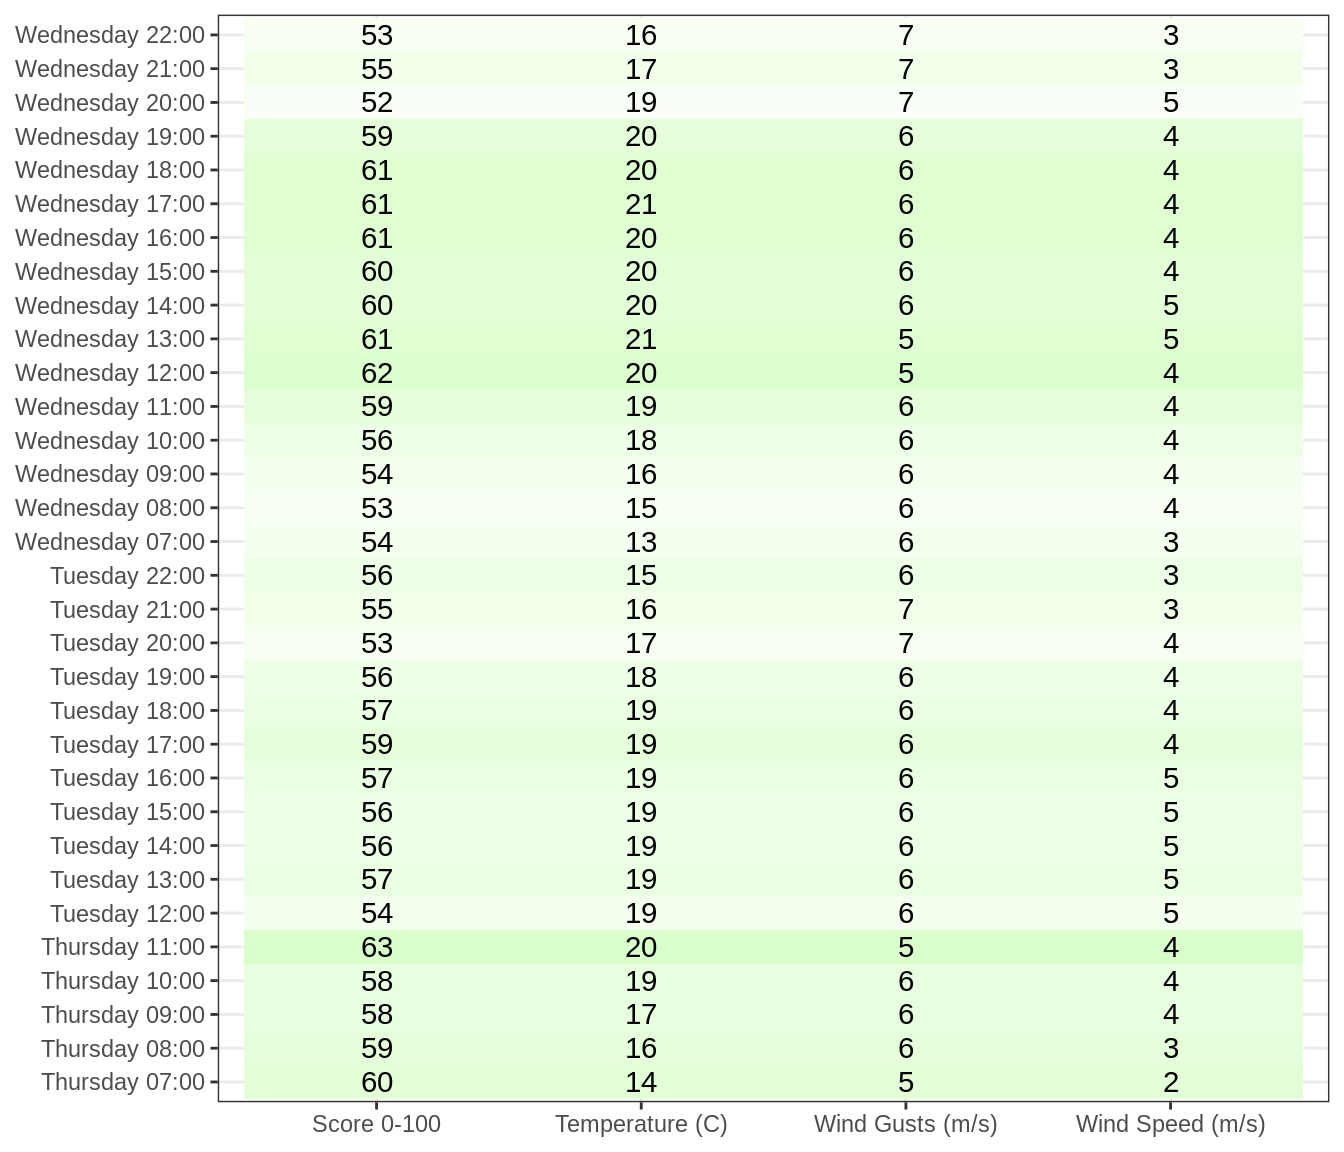 Wednesday 22:00 53 16 7 3
Wednesday 21:00 55 17 7 3
Wednesday 20:00 52 19 7 5
Wednesday 19:00 59 20 6 4
Wednesday 18:00 61 20 6 4
Wednesday 17:00 61 21 6 4
Wednesday 16:00 61 20 6 4
Wednesday 15:00 60 20 6 4
Wednesday 14:00 60 20 6 5
Wednesday 13:00 61 21 5 5
Wednesday 12:00 62 20 5 4
Wednesday 11:00 59 19 6 4
Wednesday 10:00 56 18 6 4
Wednesday 09:00 54 16 6 4
Wednesday 08:00 53 15 6 4
Wednesday 07:00 54 13 6 3
Tuesday 22:00 56 15 6 3
Tuesday 21:00 55 16 7 3
Tuesday 20:00 53 17 7 4
Tuesday 19:00 56 18 6 4
Tuesday 18:00 57 19 6 4
Tuesday 17:00 59 19 6 4
Tuesday 16:00 57 19 6 5
Tuesday 15:00 56 19 6 5
Tuesday 14:00 56 19 6 5
Tuesday 13:00 57 19 6 5
Tuesday 12:00 54 19 6 5
Thursday 11:00 63 20 5 4
Thursday 10:00 58 19 6 4
Thursday 09:00 58 17 6 4
Thursday 08:00 59 16 6 3
Thursday 07:00 60 14 5 2
Score 0-100 Temperature (C) Wind Gusts (m/s) Wind Speed (m/s)